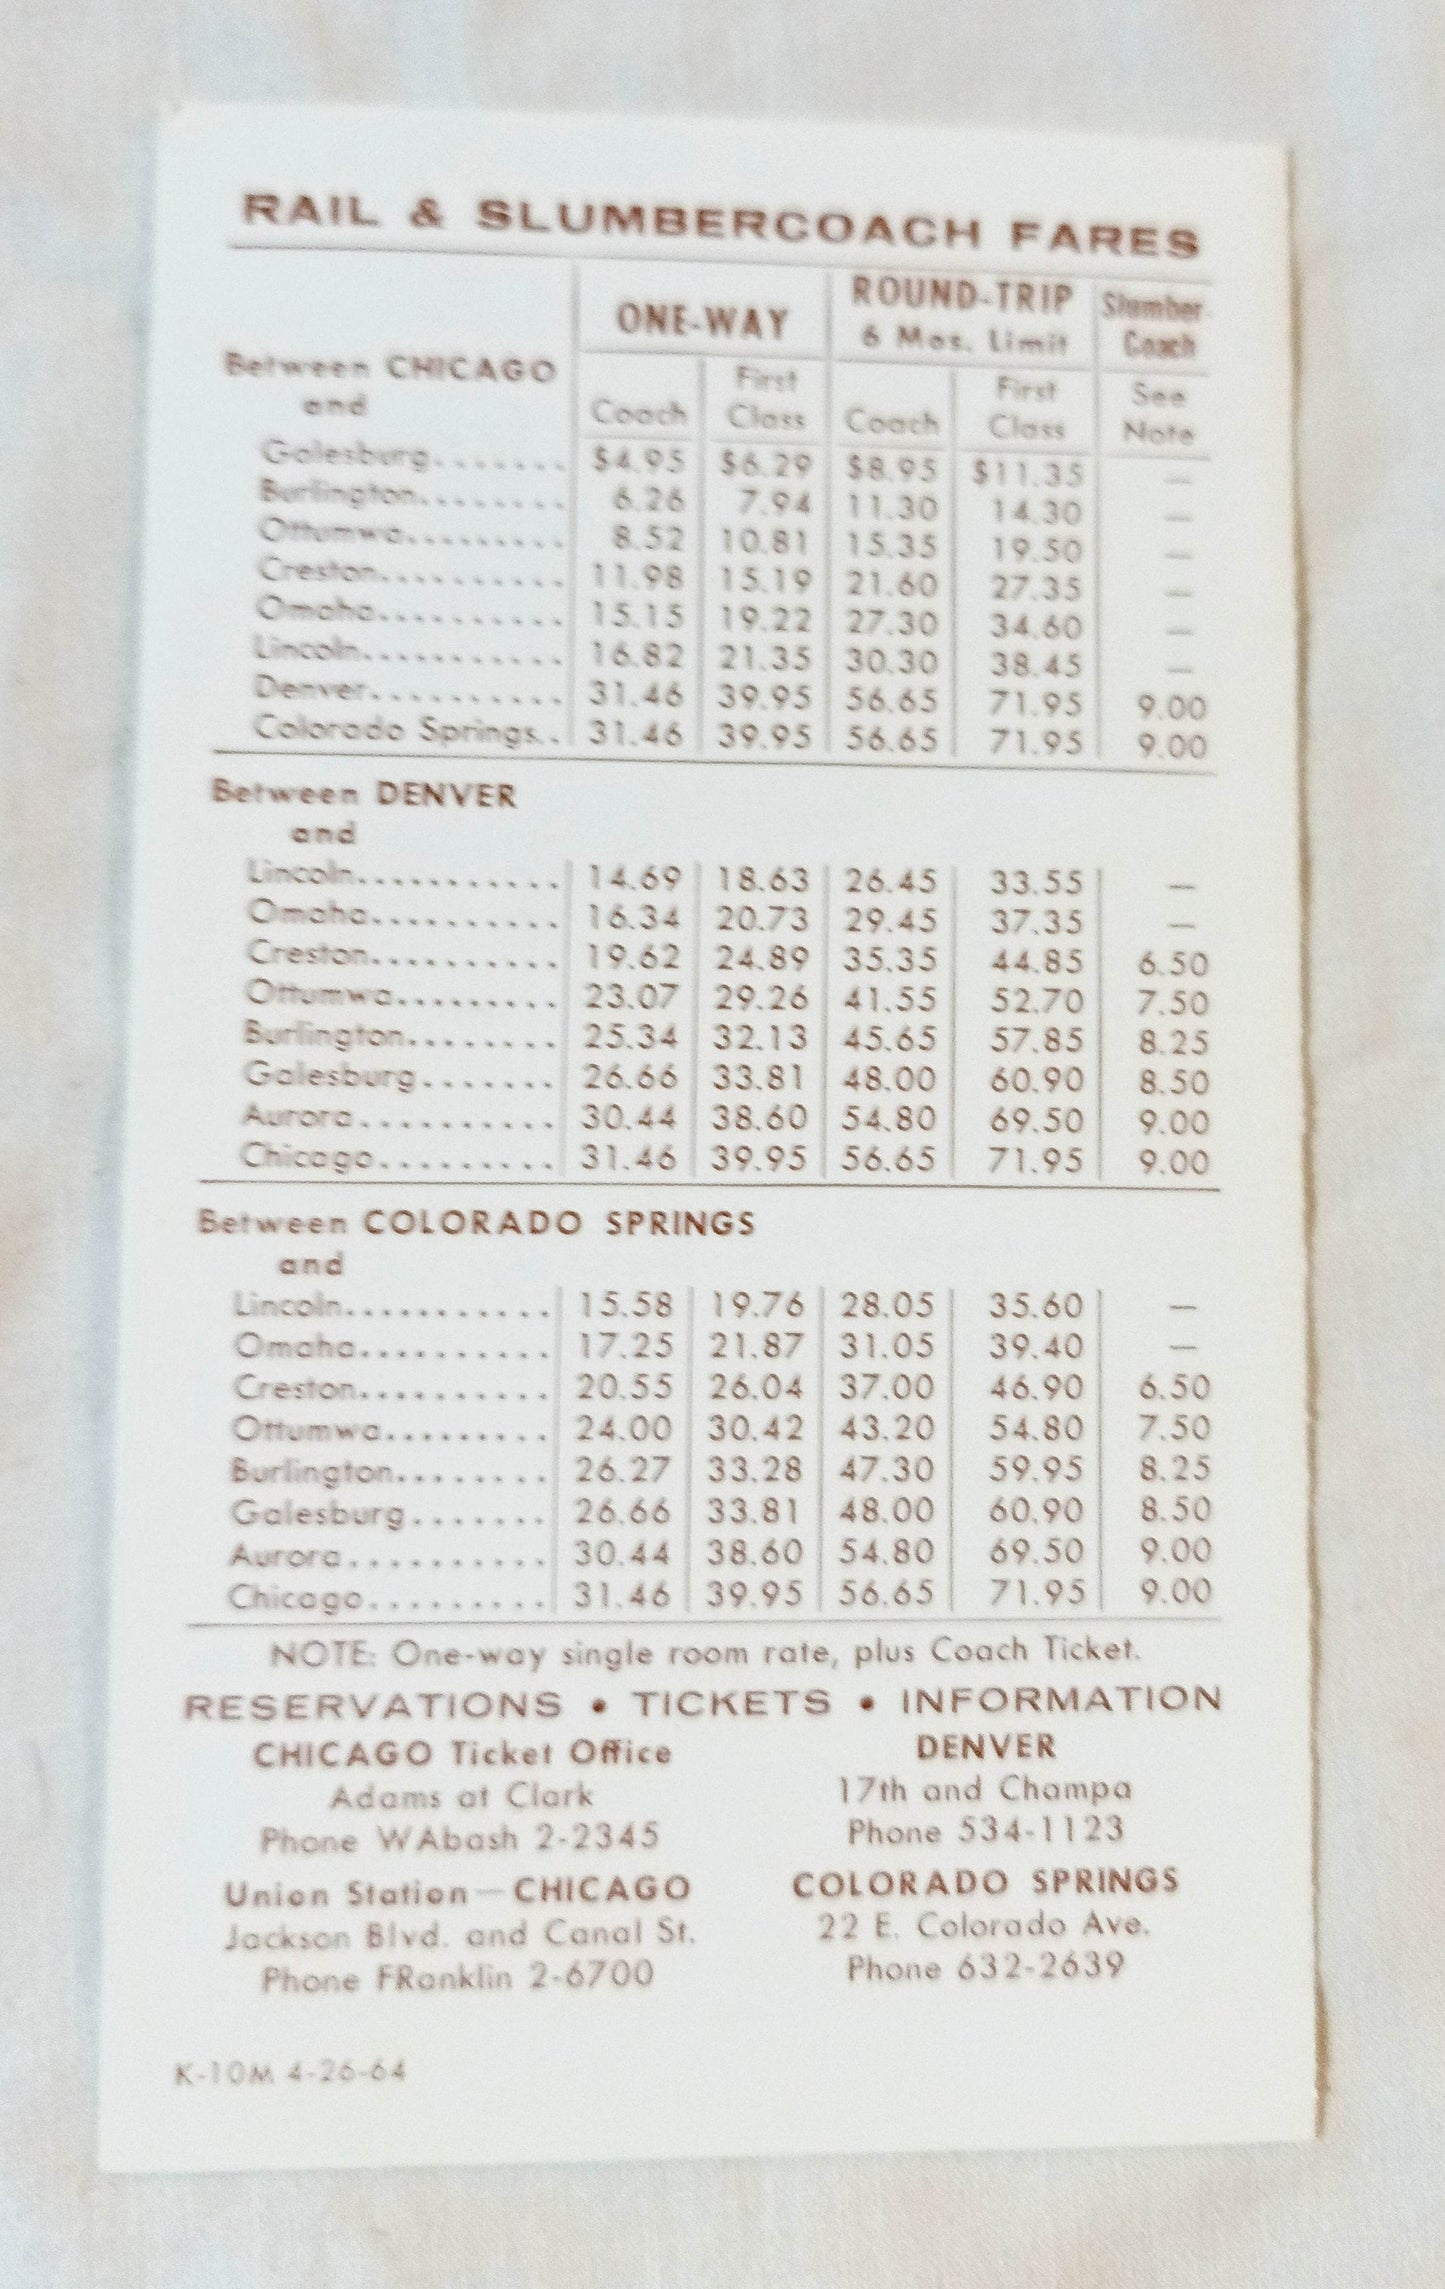 RAIL & SLUMBERCOACH FARES
ONE-WAY ROUND-TRIP 6 Mos. Limit Slumber-Coach
Between CHICAGO and Coach First Class Coach First Class See Note
Galesburg....... $4.95 $6.29 $8.95 $11.35 —
Burlington........ 6.26 7.94 11.30 14.30 —
Ottumwa......... 8.52 10.81 15.35 19.50 —
Creston.......... 11.98 15.19 21.60 27.35 —
Omaha.......... 15.15 19.22 27.30 34.60 —
Lincoln........... 16.82 21.35 30.30 38.45 —
Denver.......... 31.46 39.95 56.65 71.95 9.00
Colorado Springs.. 31.46 39.95 56.65 71.95 9.00
Between DENVER
and
Lincoln........... 14.69 18.63 26.45 33.55 —
Omaha.......... 16.34 20.73 29.45 37.35 —
Creston.......... 19.62 24.89 35.35 44.85 6.50
Ottumwa......... 23.07 29.26 41.55 52.70 7.50
Burlington........ 25.34 32.13 45.65 57.85 8.25
Galesburg....... 26.66 33.81 48.00 60.90 8.50
Aurora.......... 30.44 38.60 54.80 69.50 9.00
Chicago......... 31.46 39.95 56.65 71.95 9.00
Between COLORADO SPRINGS
and
Lincoln........... 15.58 19.76 28.05 35.60 —
Omaha.......... 17.25 21.87 31.05 39.40 —
Creston.......... 20.55 26.04 37.00 46.90 6.50
Ottumwa......... 24.00 30.42 43.20 54.80 7.50
Burlington........ 26.27 33.28 47.30 59.95 8.25
Galesburg....... 26.66 33.81 48.00 60.90 8.50
Aurora.......... 30.44 38.60 54.80 69.50 9.00
Chicago......... 31.46 39.95 56.65 71.95 9.00
NOTE: One-way single room rate, plus Coach Ticket.
RESERVATIONS • TICKETS • INFORMATION
CHICAGO Ticket Office
Adams at Clark
Phone WAbash 2-2345
Union Station—CHICAGO
Jackson Blvd. and Canal St.
Phone FRanklin 2-6700
DENVER
17th and Champa
Phone 534-1123
COLORADO SPRINGS
22 E. Colorado Ave.
Phone 632-2639
K-10M 4-26-64